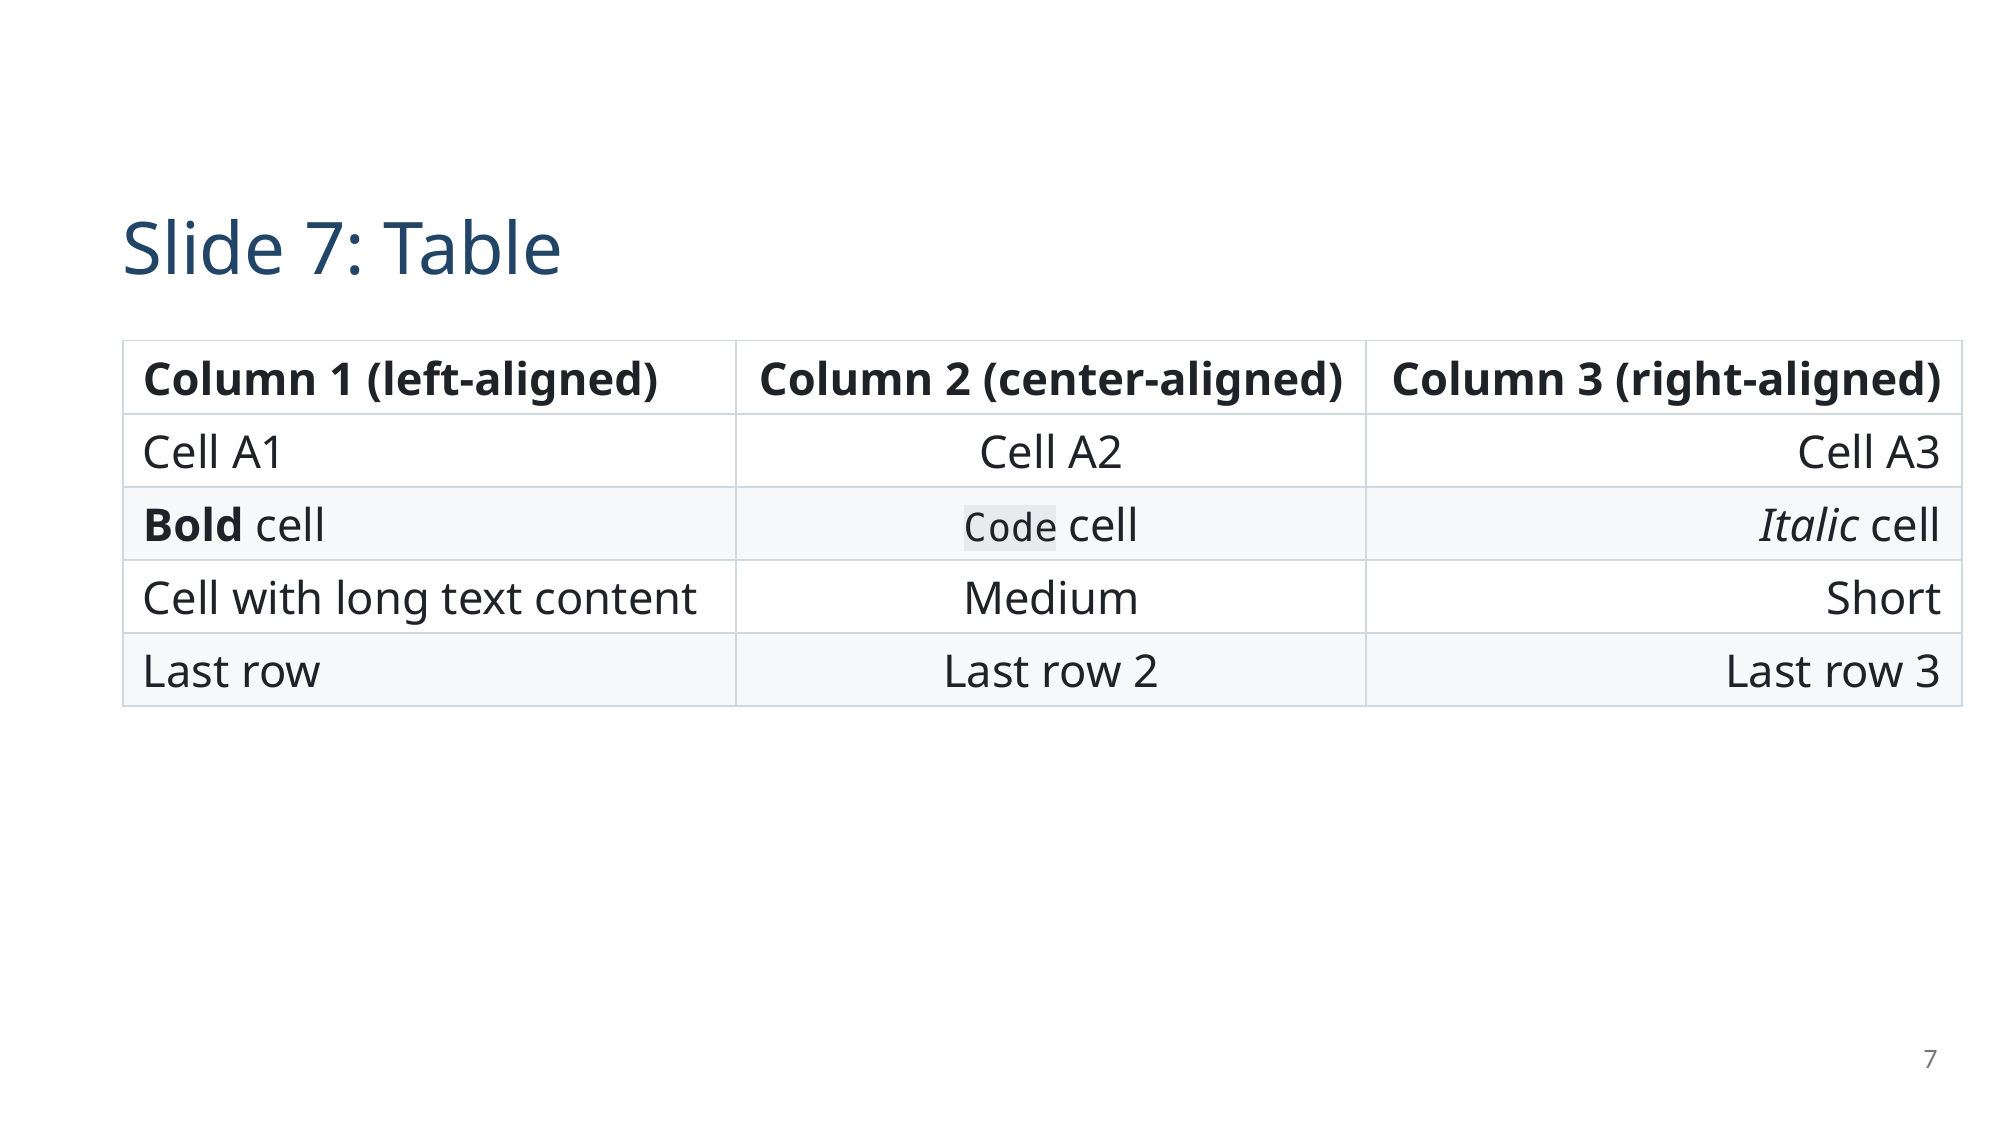 Slide 7: Table
Column 1 (left-aligned) Column 2 (center-aligned) Column 3 (right-aligned)
Cell A1 Cell A2 Cell A3
Bold cell Code cell Italic cell
Cell with long text content Medium Short
Last row Last row 2 Last row 3
7